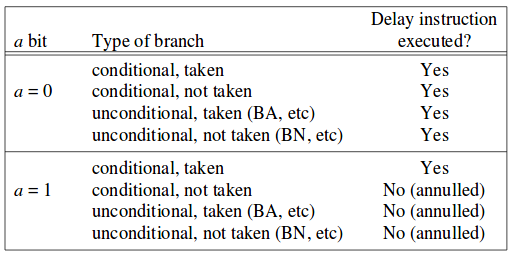 Delay instruction
a bit Type of branch executed?
conditional, taken Yes
a = 0 conditional, not taken Yes
unconditional, taken (BA, etc) Yes
unconditional, not taken (BN, etc) Yes
conditional, taken Yes
a = 1 conditional, not taken No (annulled)
unconditional, taken (BA, etc) No (annulled)
unconditional, not taken (BN, etc) No (annulled)